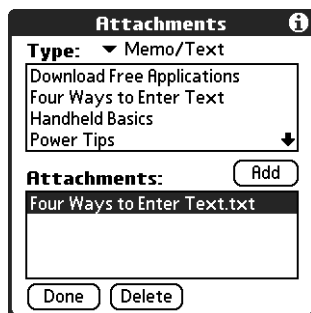 Attachments
Type: Memo/Text
Download Free Applications
Four Ways to Enter Text
Handheld Basics
Power Tips
Attachments: Add
Four Ways to Enter Text.txt
Done Delete